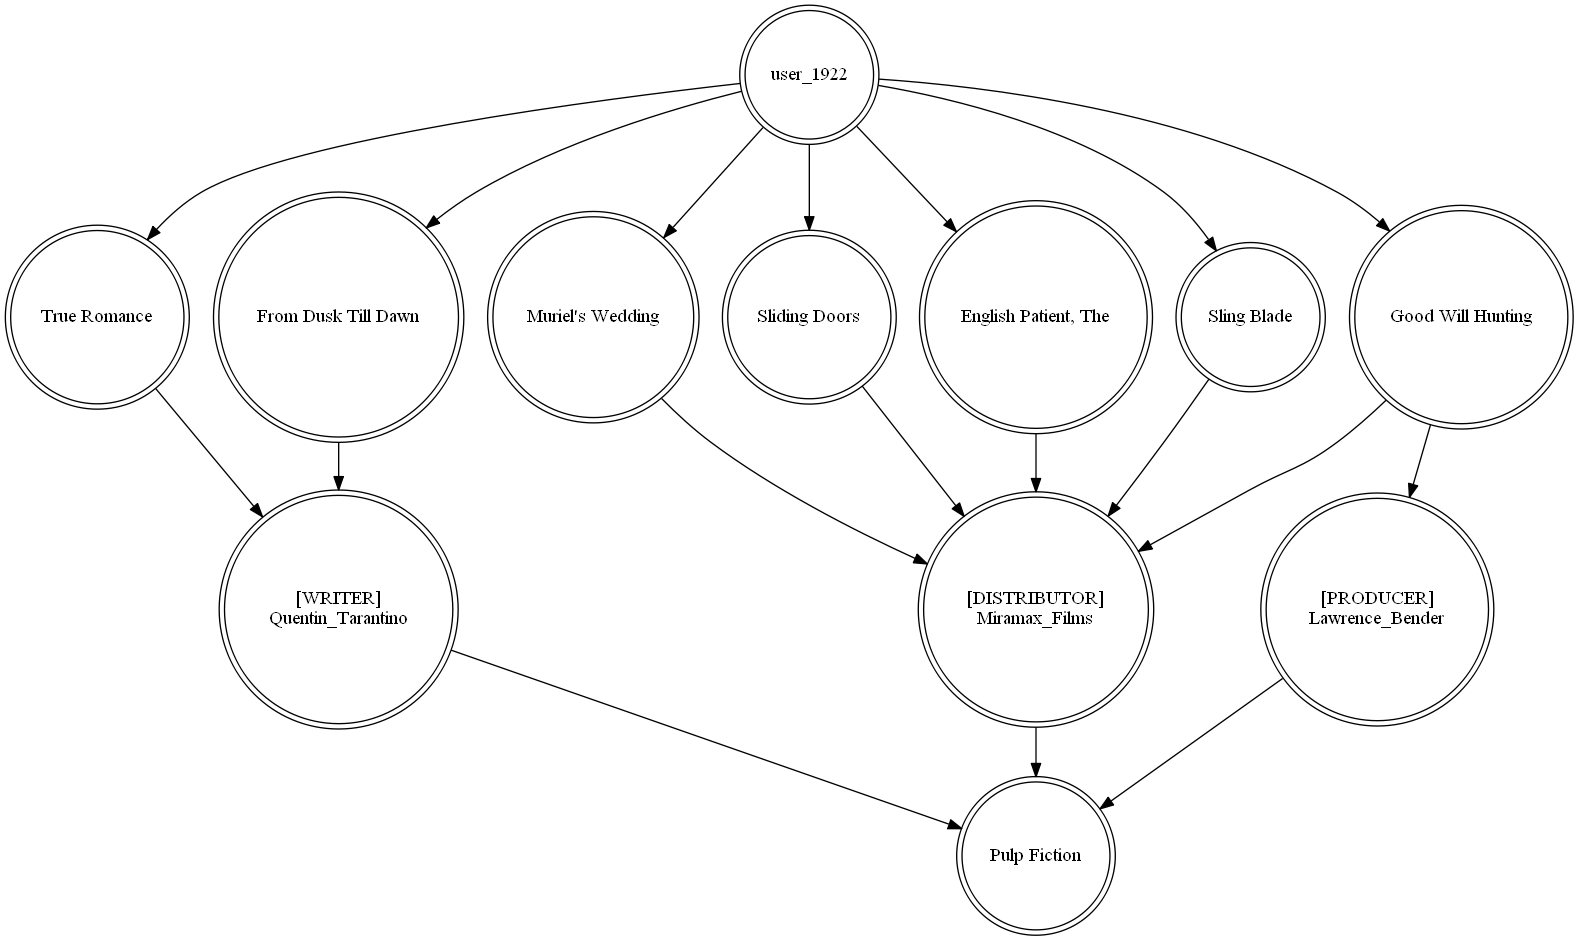 user_1922
True Romance
From Dusk Till Dawn
Muriel's Wedding
Sliding Doors
English Patient, The
Sling Blade
Good Will Hunting
[WRITER]
Quentin_Tarantino
[DISTRIBUTOR]
Miramax_Films
[PRODUCER]
Lawrence_Bender
Pulp Fiction